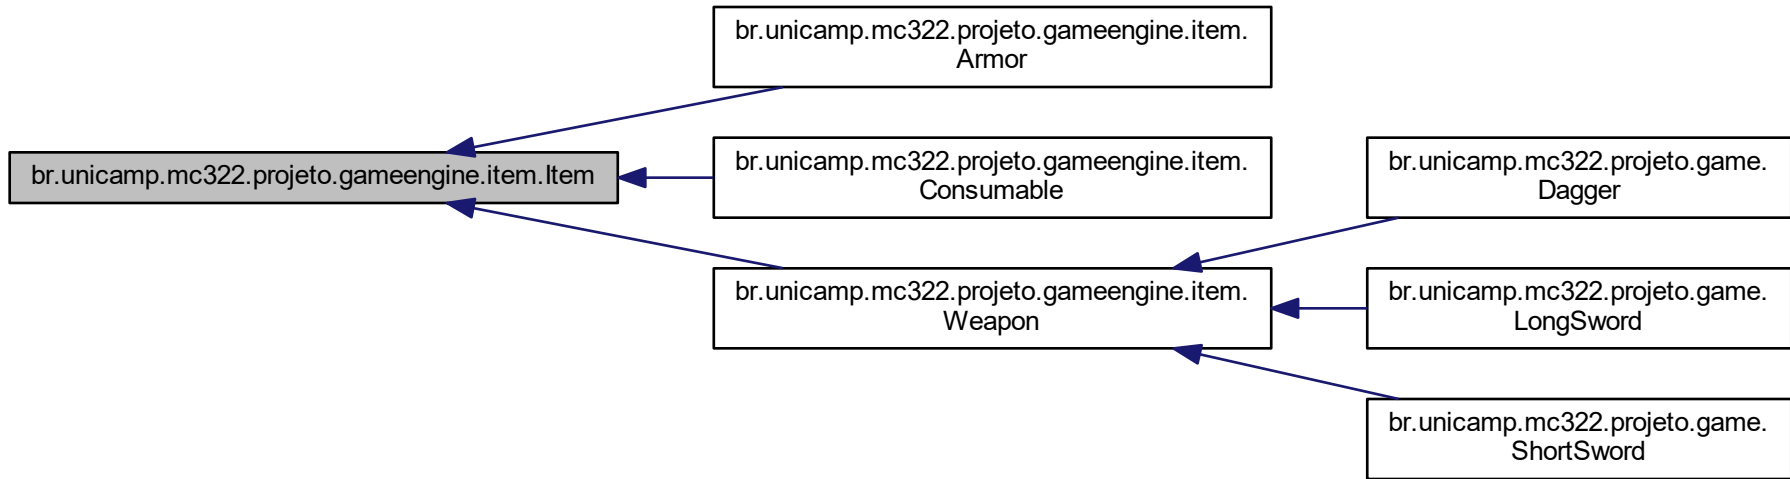 br.unicamp.mc322.projeto.gameengine.item.Item
br.unicamp.mc322.projeto.gameengine.item.
Armor
br.unicamp.mc322.projeto.gameengine.item.
Consumable
br.unicamp.mc322.projeto.gameengine.item.
Weapon
br.unicamp.mc322.projeto.game.
Dagger
br.unicamp.mc322.projeto.game.
LongSword
br.unicamp.mc322.projeto.game.
ShortSword